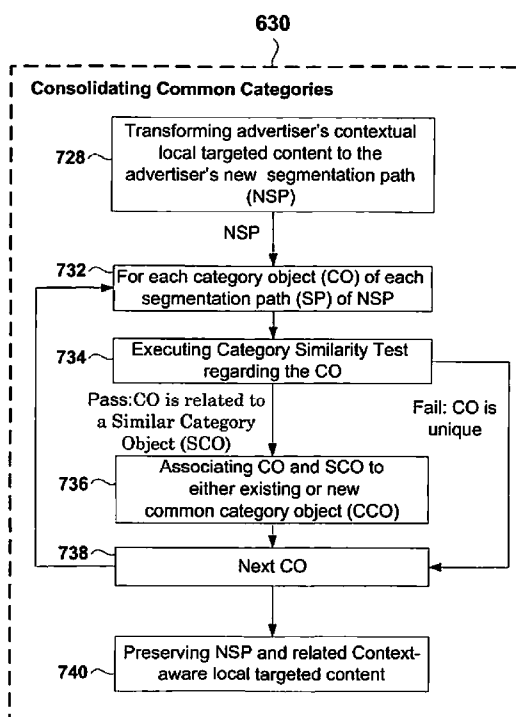 630
Consolidating Common Categories
728
Transforming advertiser's contextual
local targeted content to the
advertiser's new segmentation path
(NSP)
NSP
732
For each category object (CO) of each
segmentation path (SP) of NSP
734
Executing Category Similarity Test
regarding the CO
Pass:CO is related to
a Similar Category
Object (SCO)
Fail: CO is
unique
736
Associating CO and SCO to
either existing or new
common category object (CCO)
738
Next CO
740
Preserving NSP and related Context-
aware local targeted content